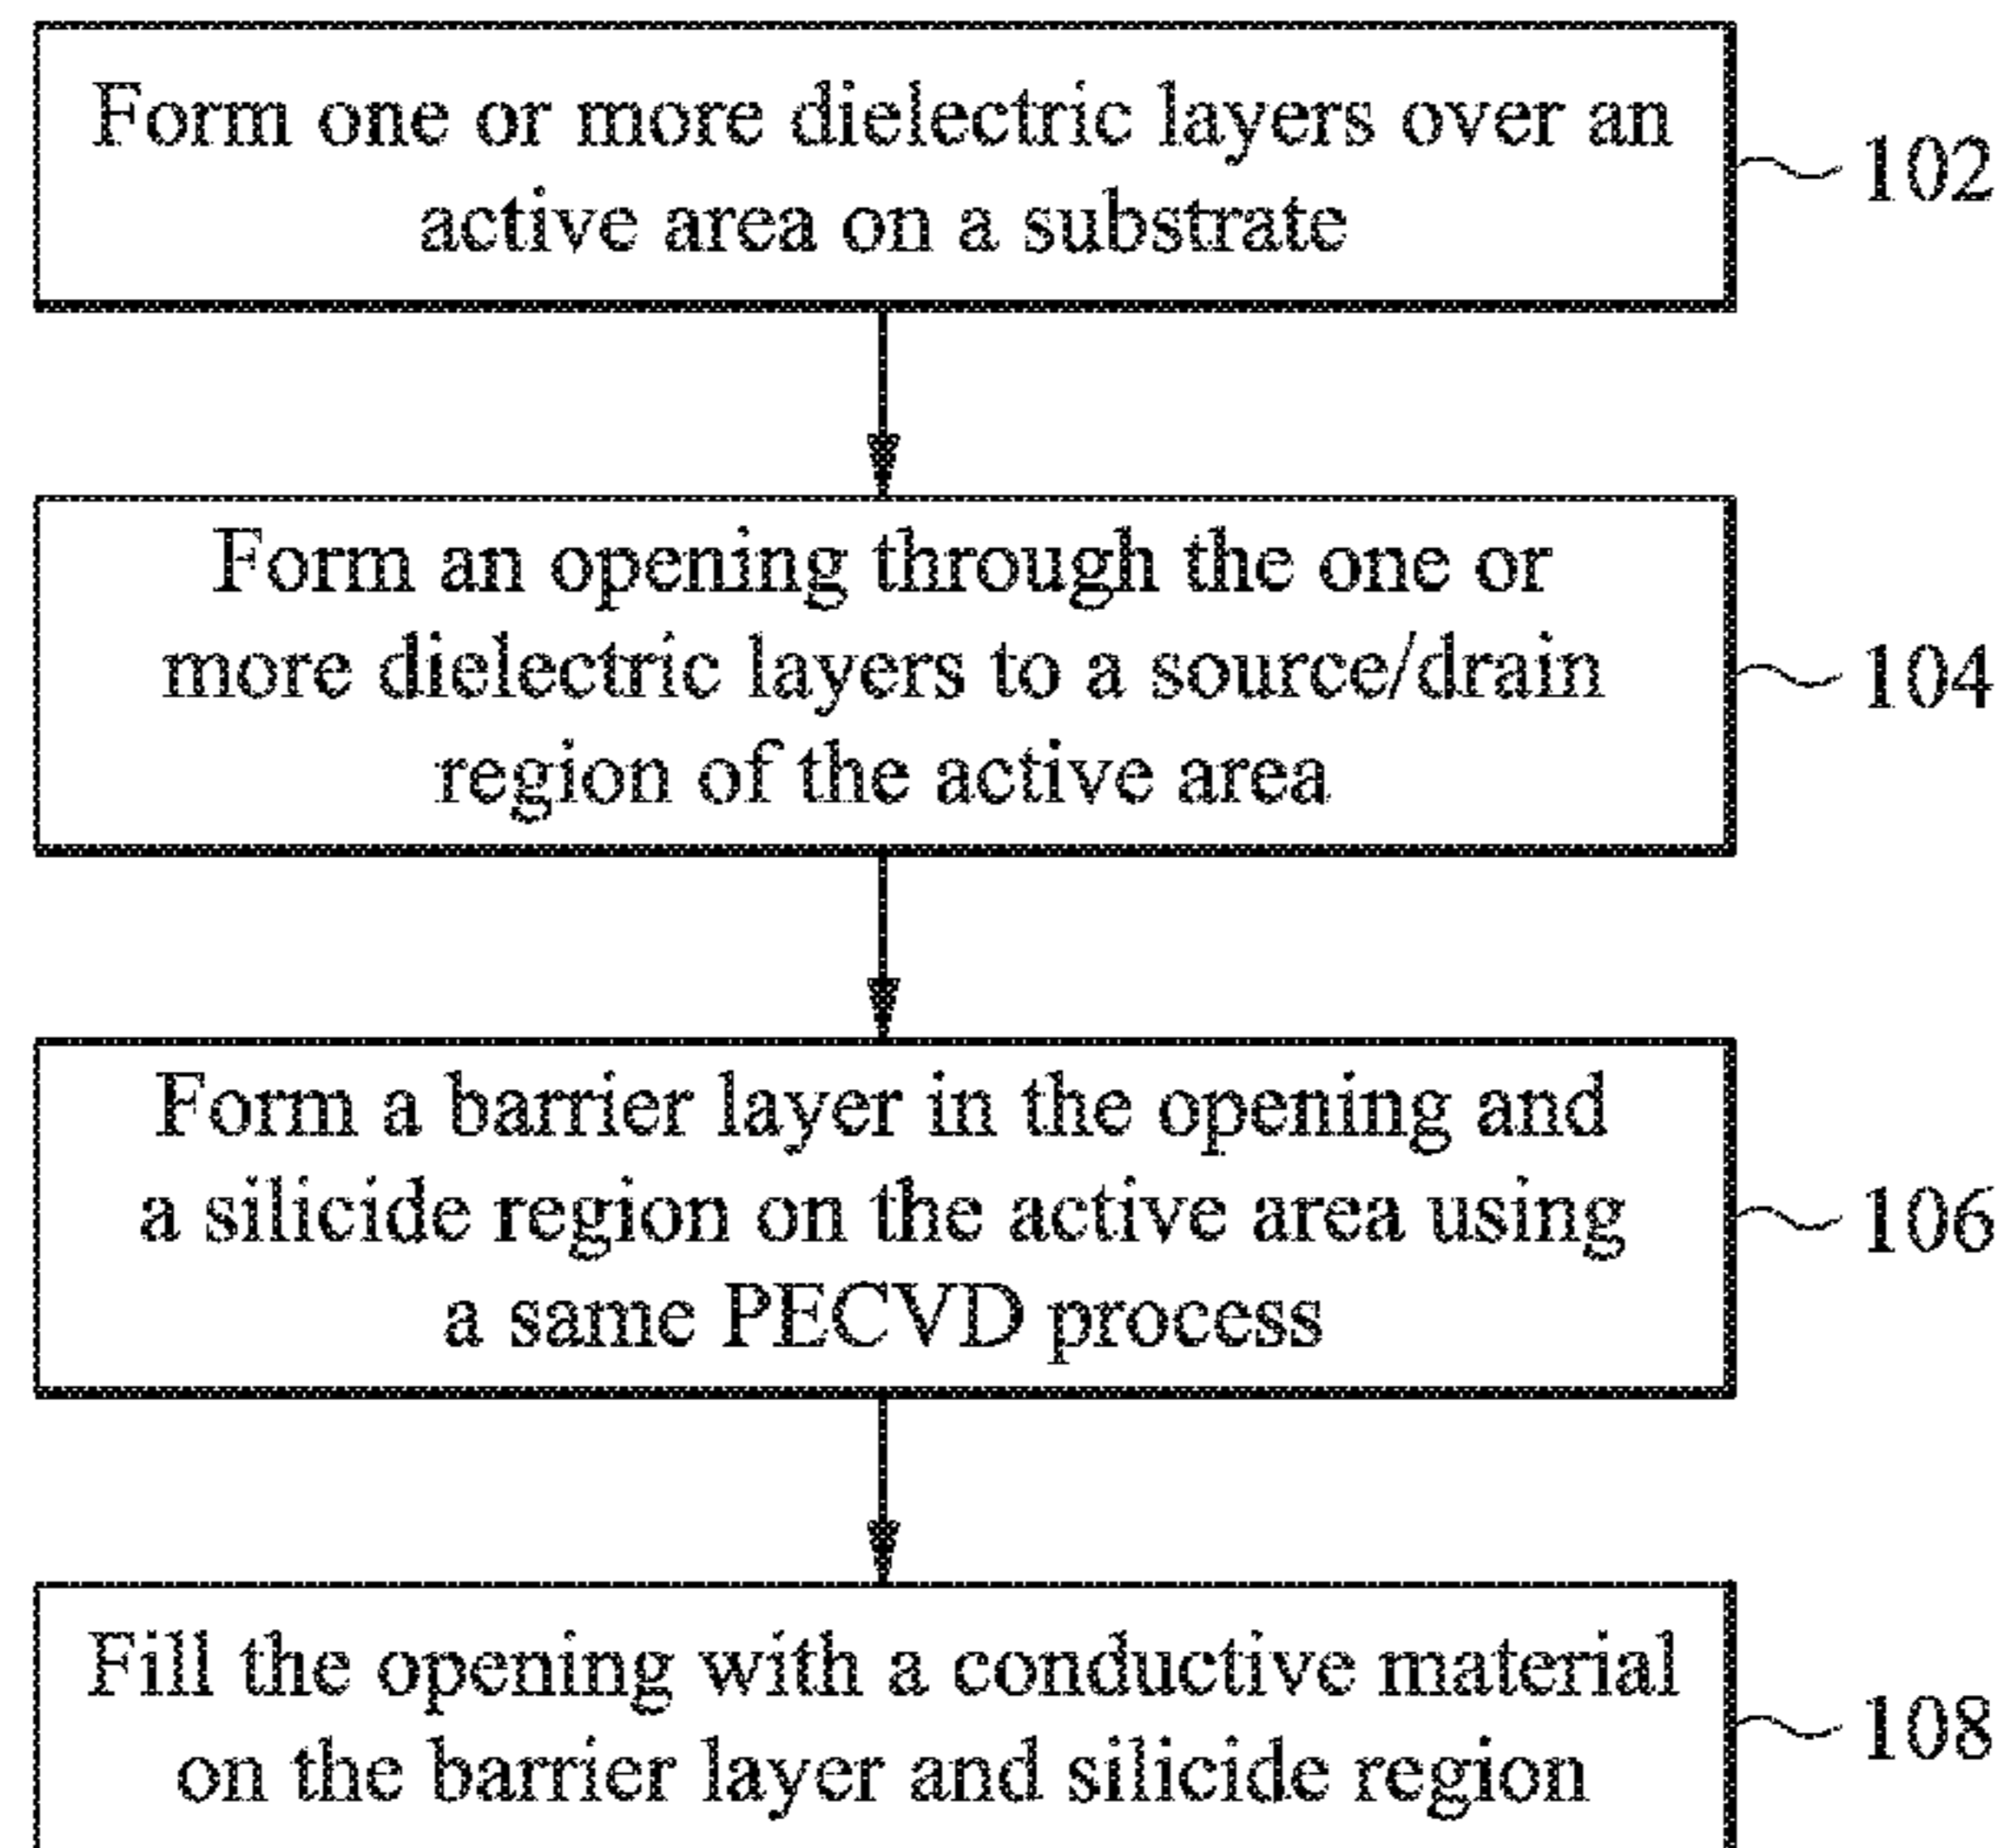 Form one or more dielectric layers over an
active area on a substrate
102
Form an opening through the one or
more dielectric layers to a source/drain
region of the active area
104
Form a barrier layer in the opening and
a silicide region on the active area using
a same PECVD process
106
Fill the opening with a conductive material
on the barrier layer and silicide region
108